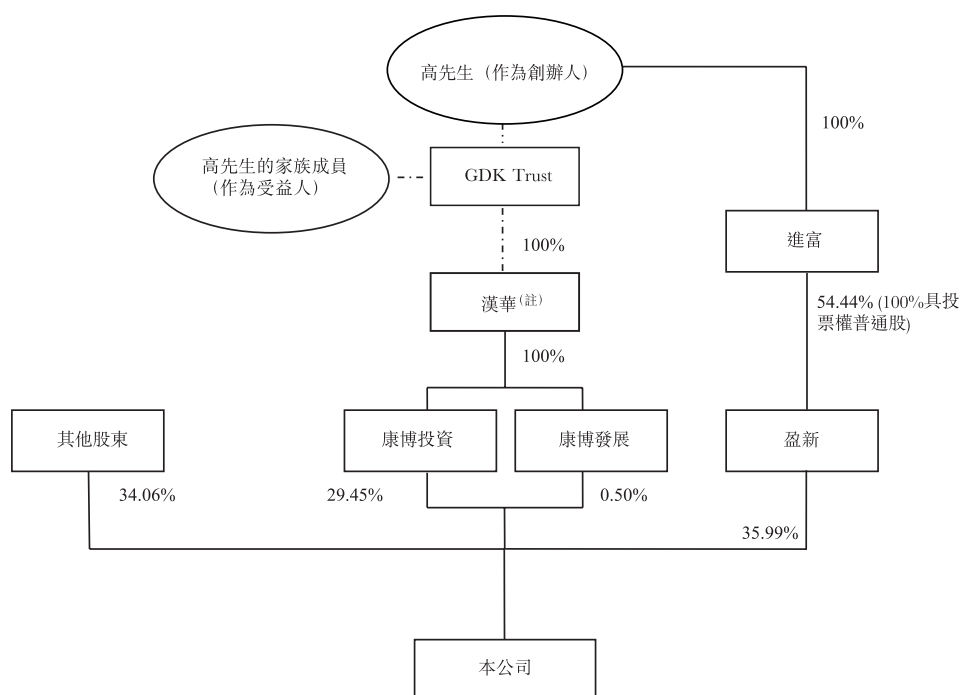 高先生（作為創辦人）
100%
高先生的家族成員
（作為受益人）
GDK Trust
進富
100%
漢華(註)
54.44% (100%具投
票權普通股)
100%
其他股東
康博投資
康博發展
盈新
34.06%
29.45%
0.50%
35.99%
本公司